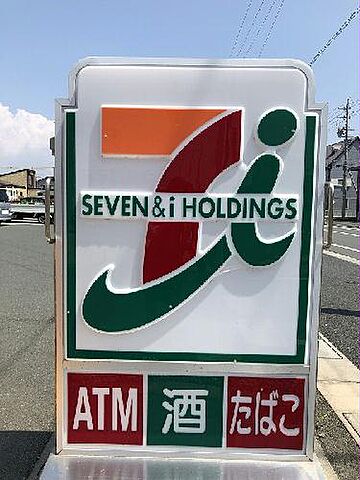 SEVEN & i HOLDINGS
ATM 酒 たばこ